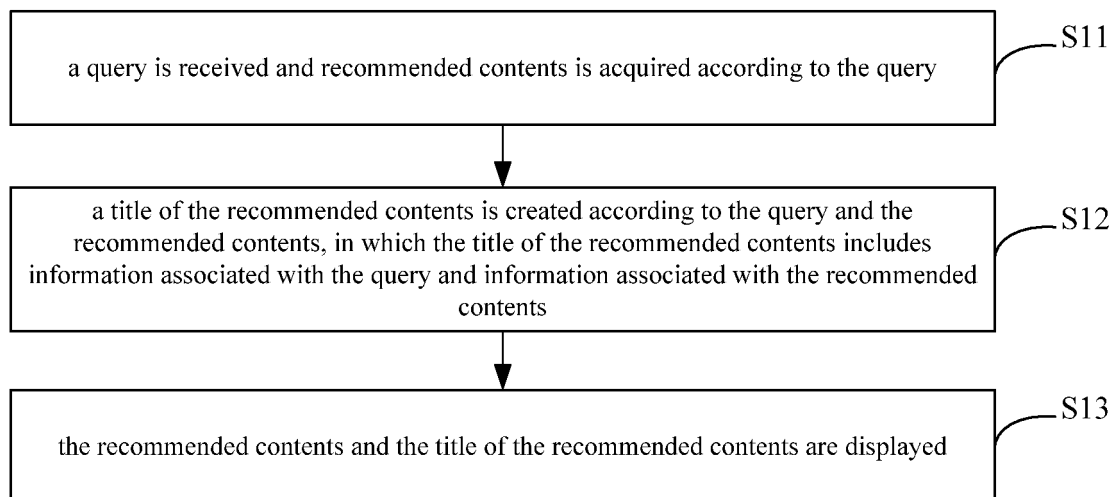 a query is received and recommended contents is acquired according to the query
S11
a title of the recommended contents is created according to the query and the
recommended contents, in which the title of the recommended contents includes
information associated with the query and information associated with the recommended
contents
S12
the recommended contents and the title of the recommended contents are displayed
S13